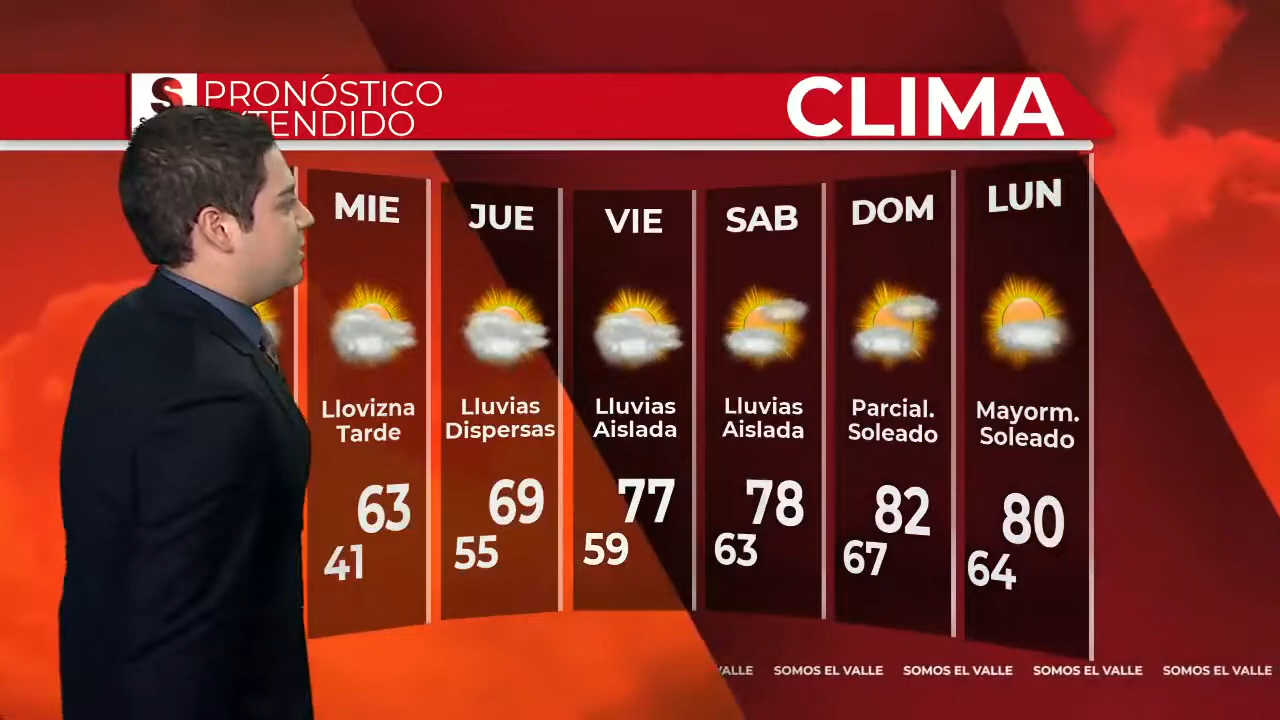 S
PRONÓSTICO
CLIMA
MIE
JUE
VIE
SAB
DOM
LUN
Llovizna
Tarde
Lluvias
Dispersas
Lluvias
Aislada
Lluvias
Aislada
Parcial.
Soleado
Mayorm.
Soleado
63
41
69
55
77
59
78
63
82
67
80
64
SOMOS EL VALLE SOMOS EL VALLE SOMOS EL VALLE SOMOS EL VALLE